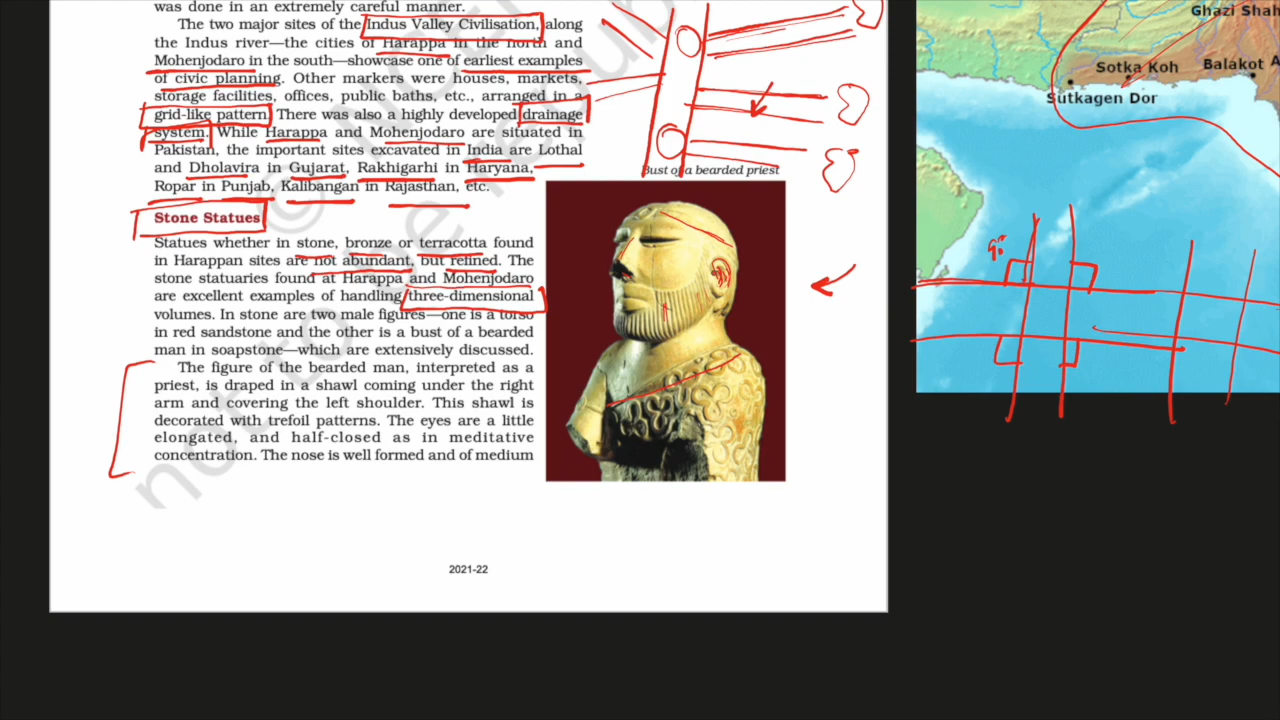 was done in an extremely careful manner.
The two major sites of the Indus Valley Civilisation, along
the Indus river—the cities of Harappa in the north and
Mohenjodaro in the south—showcase one of earliest examples
of civic planning. Other markers were houses, markets,
storage facilities, offices, public baths, etc., arranged in a
grid-like pattern. There was also a highly developed drainage
system. While Harappa and Mohenjodaro are situated in
Pakistan, the important sites excavated in India are Lothal
and Dholavira in Gujarat, Rakhigarhi in Haryana,
Ropar in Punjab, Kalibangan in Rajasthan, etc.
Stone Statues
Statues whether in stone, bronze or terracotta found
in Harappan sites are not abundant, but refined. The
stone statuaries found at Harappa and Mohenjodaro
are excellent examples of handling three-dimensional
volumes. In stone are two male figures—one is a torso
in red sandstone and the other is a bust of a bearded
man in soapstone—which are extensively discussed.
The figure of the bearded man, interpreted as a
priest, is draped in a shawl coming under the right
arm and covering the left shoulder. This shawl is
decorated with trefoil patterns. The eyes are a little
elongated, and half-closed as in meditative
concentration. The nose is well formed and of medium
Bust of a bearded priest
2021-22
not to be
Ghazi Shah
Sotka Koh
Balakot
Sutkagen Dor
90°